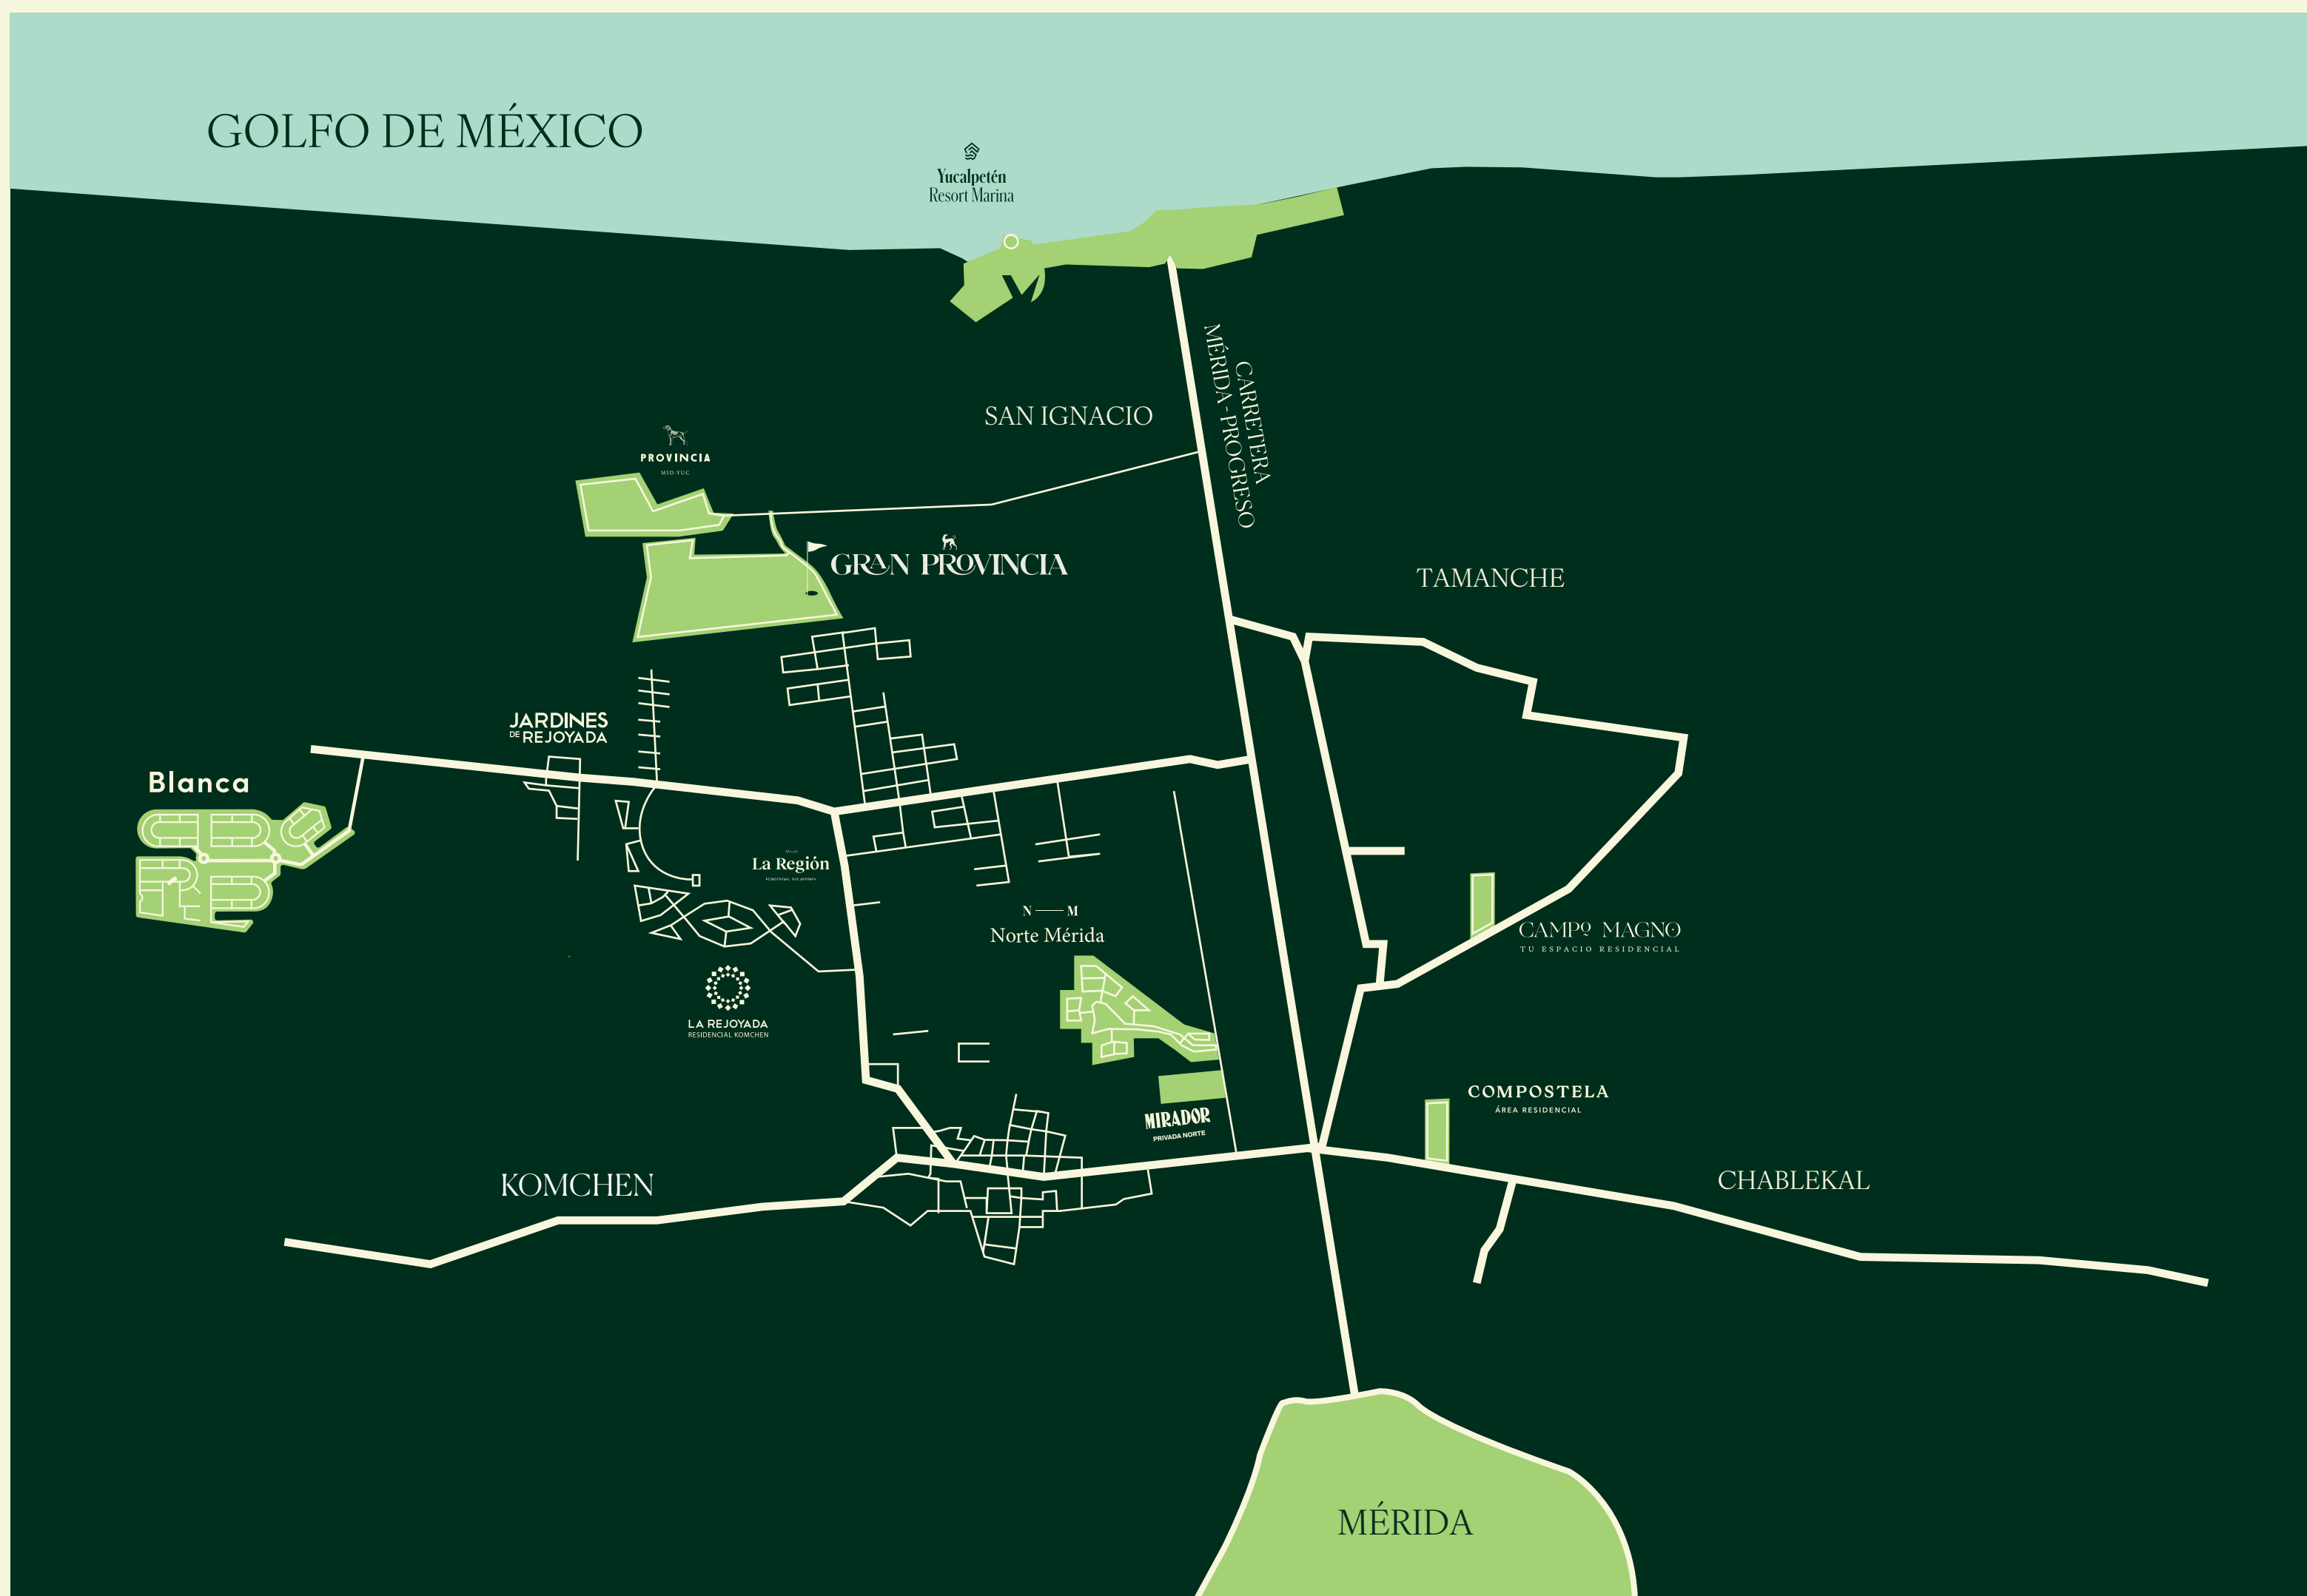 GOLFO DE MÉXICO
Yucalpetén
Resort Marina
CARRETERA
MÉRIDA - PROGRESO
SAN IGNACIO
PROVINCIA
MID-YUC
GRAN PROVINCIA
TAMANCHE
JARDINES
DE REJOYADA
Blanca
La Región
N — M
Norte Mérida
CAMPO MAGNO
TU ESPACIO RESIDENCIAL
LA REJOYADA
RESIDENCIAL KOMCHEN
COMPOSTELA
ÁREA RESIDENCIAL
MIRADOR
PRIVADA NORTE
KOMCHEN
CHABLEKAL
MÉRIDA